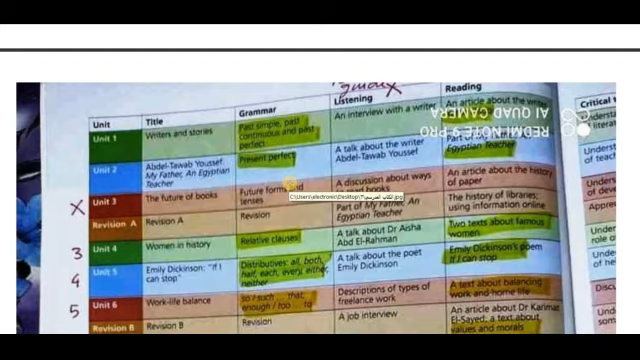 Reading
Listening
Critical
Grammar
Title
Unit
An article about the writer
An interview with a writer
Past simple, past
continuous and past
perfect
Writers and stories
Unit 1
AI QUAD CAMERA
REDMI NOTE 9 PRO
Part of
Egyptian Teacher
A talk about the writer
Abdel-Tawab Youssef
Present perfect
Abdel-Tawab Youssef:
My Father, An Egyptian
Teacher
Unit 2
An article about the history
of paper
A discussion about ways
to read books
Future forms and
tenses
The future of books
Unit 3
X
C:\Users\electronic\Desktop\
.jpg
The history of libraries;
using information online
Part of My Father, An
Egyptian Teacher
Revision
Revision A
Revision A
Two texts about famous
women
A talk about Dr Aisha
Abd El-Rahman
Relative clauses
Women in history
Unit 4
3
Emily Dickinson's poem
If I can stop
A talk about the poet
Emily Dickinson
Distributives: all, both,
half, each, every, either,
neither
Emily Dickinson: "If I
can stop"
Unit 5
4
A text about balancing
work and home life
Descriptions of types of
freelance work
so / such ... that;
enough / too ... to
Work-life balance
Unit 6
5
An article about Dr Karimat
El-Sayed; a text about
values and morals
A job interview
Revision
Revision B
Revision B